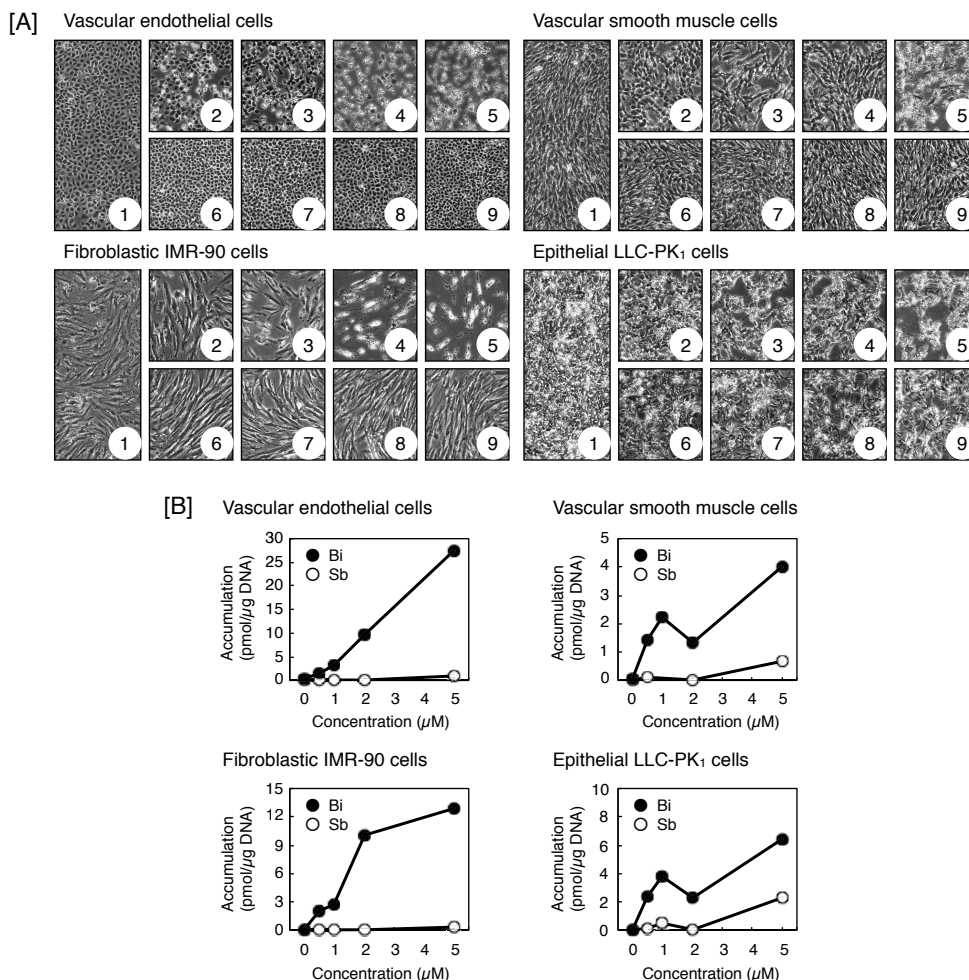 [A]
Vascular endothelial cells
1
2
3
4
5
6
7
8
9
Vascular smooth muscle cells
1
2
3
4
5
6
7
8
9
Fibroblastic IMR-90 cells
1
2
3
4
5
6
7
8
9
Epithelial LLC-PK₁ cells
1
2
3
4
5
6
7
8
9
[B]
Vascular endothelial cells
Accumulation
(pmol/µg DNA)
30
25
20
15
10
5
0
Bi
Sb
0 1 2 3 4 5
Concentration (µM)
Vascular smooth muscle cells
Accumulation
(pmol/µg DNA)
5
4
3
2
1
0
Bi
Sb
0 1 2 3 4 5
Concentration (µM)
Fibroblastic IMR-90 cells
Accumulation
(pmol/µg DNA)
15
12
9
6
3
0
Bi
Sb
0 1 2 3 4 5
Concentration (µM)
Epithelial LLC-PK₁ cells
Accumulation
(pmol/µg DNA)
10
8
6
4
2
0
Bi
Sb
0 1 2 3 4 5
Concentration (µM)